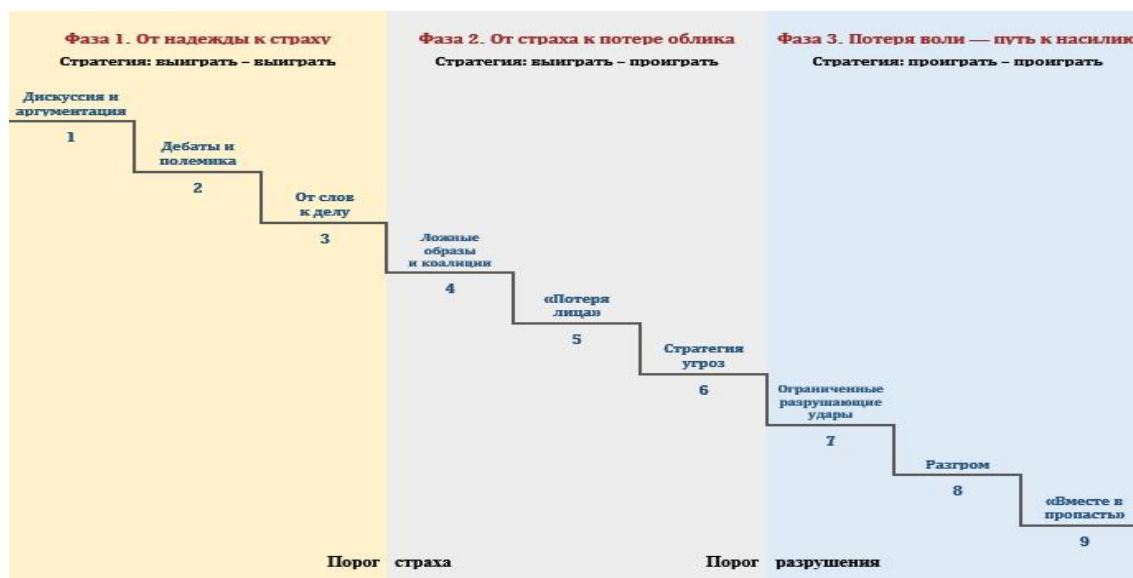 Фаза 1. От надежды к страху
Стратегия: выиграть – выиграть
Фаза 2. От страха к потере облика
Стратегия: выиграть – проиграть
Фаза 3. Потеря воли — путь к насилию
Стратегия: проиграть – проиграть
Дискуссия и
аргументация
1
Дебаты и
полемика
2
От слов
к делу
3
Ложные
образы
и коалиции
4
«Потеря
лица»
5
Стратегия
угроз
6
Ограниченные
разрушающие
удары
7
Разгром
8
«Вместе в
пропасть»
9
Порог страха
Порог разрушения